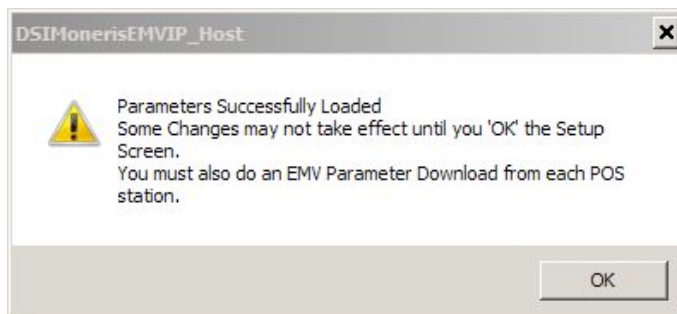 DSIMonerisEMVIP_Host
Parameters Successfully Loaded
Some Changes may not take effect until you 'OK' the Setup
Screen.
You must also do an EMV Parameter Download from each POS
station.
OK